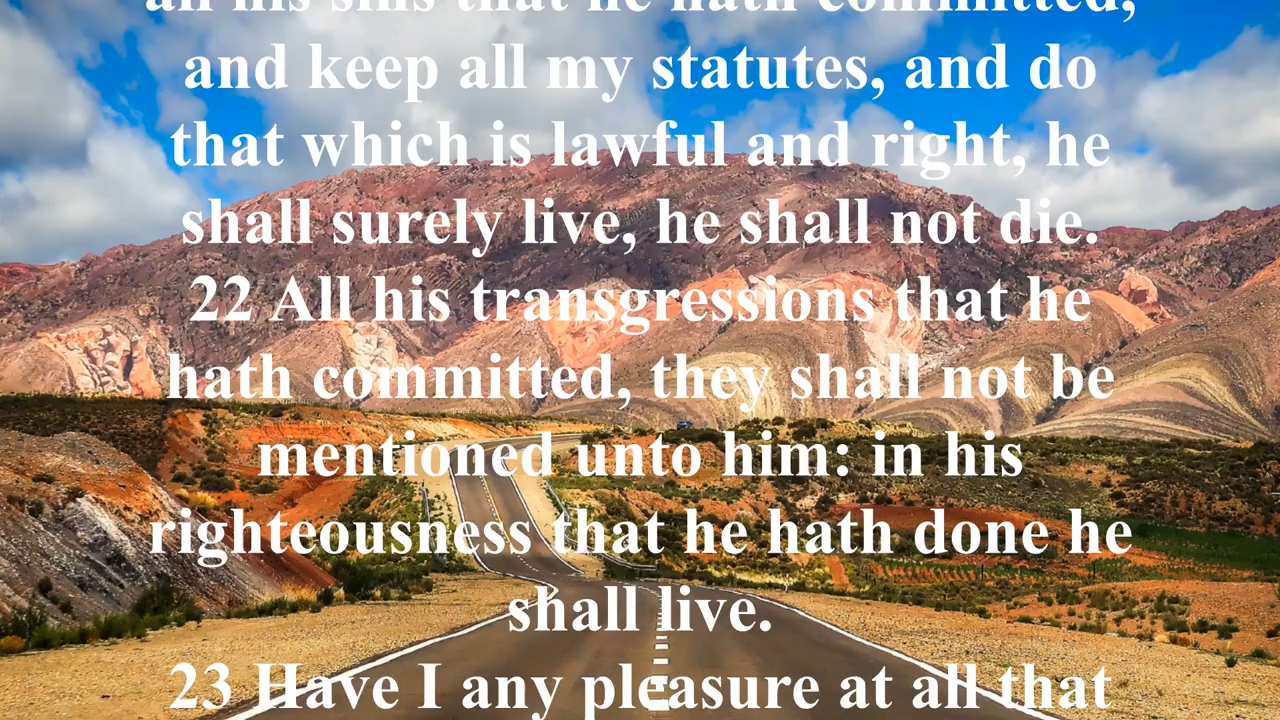 all his sins that he hath committed,
and keep all my statutes, and do
that which is lawful and right, he
shall surely live, he shall not die.
22 All his transgressions that he
hath committed, they shall not be
mentioned unto him: in his
righteousness that he hath done he
shall live.
23 Have I any pleasure at all that